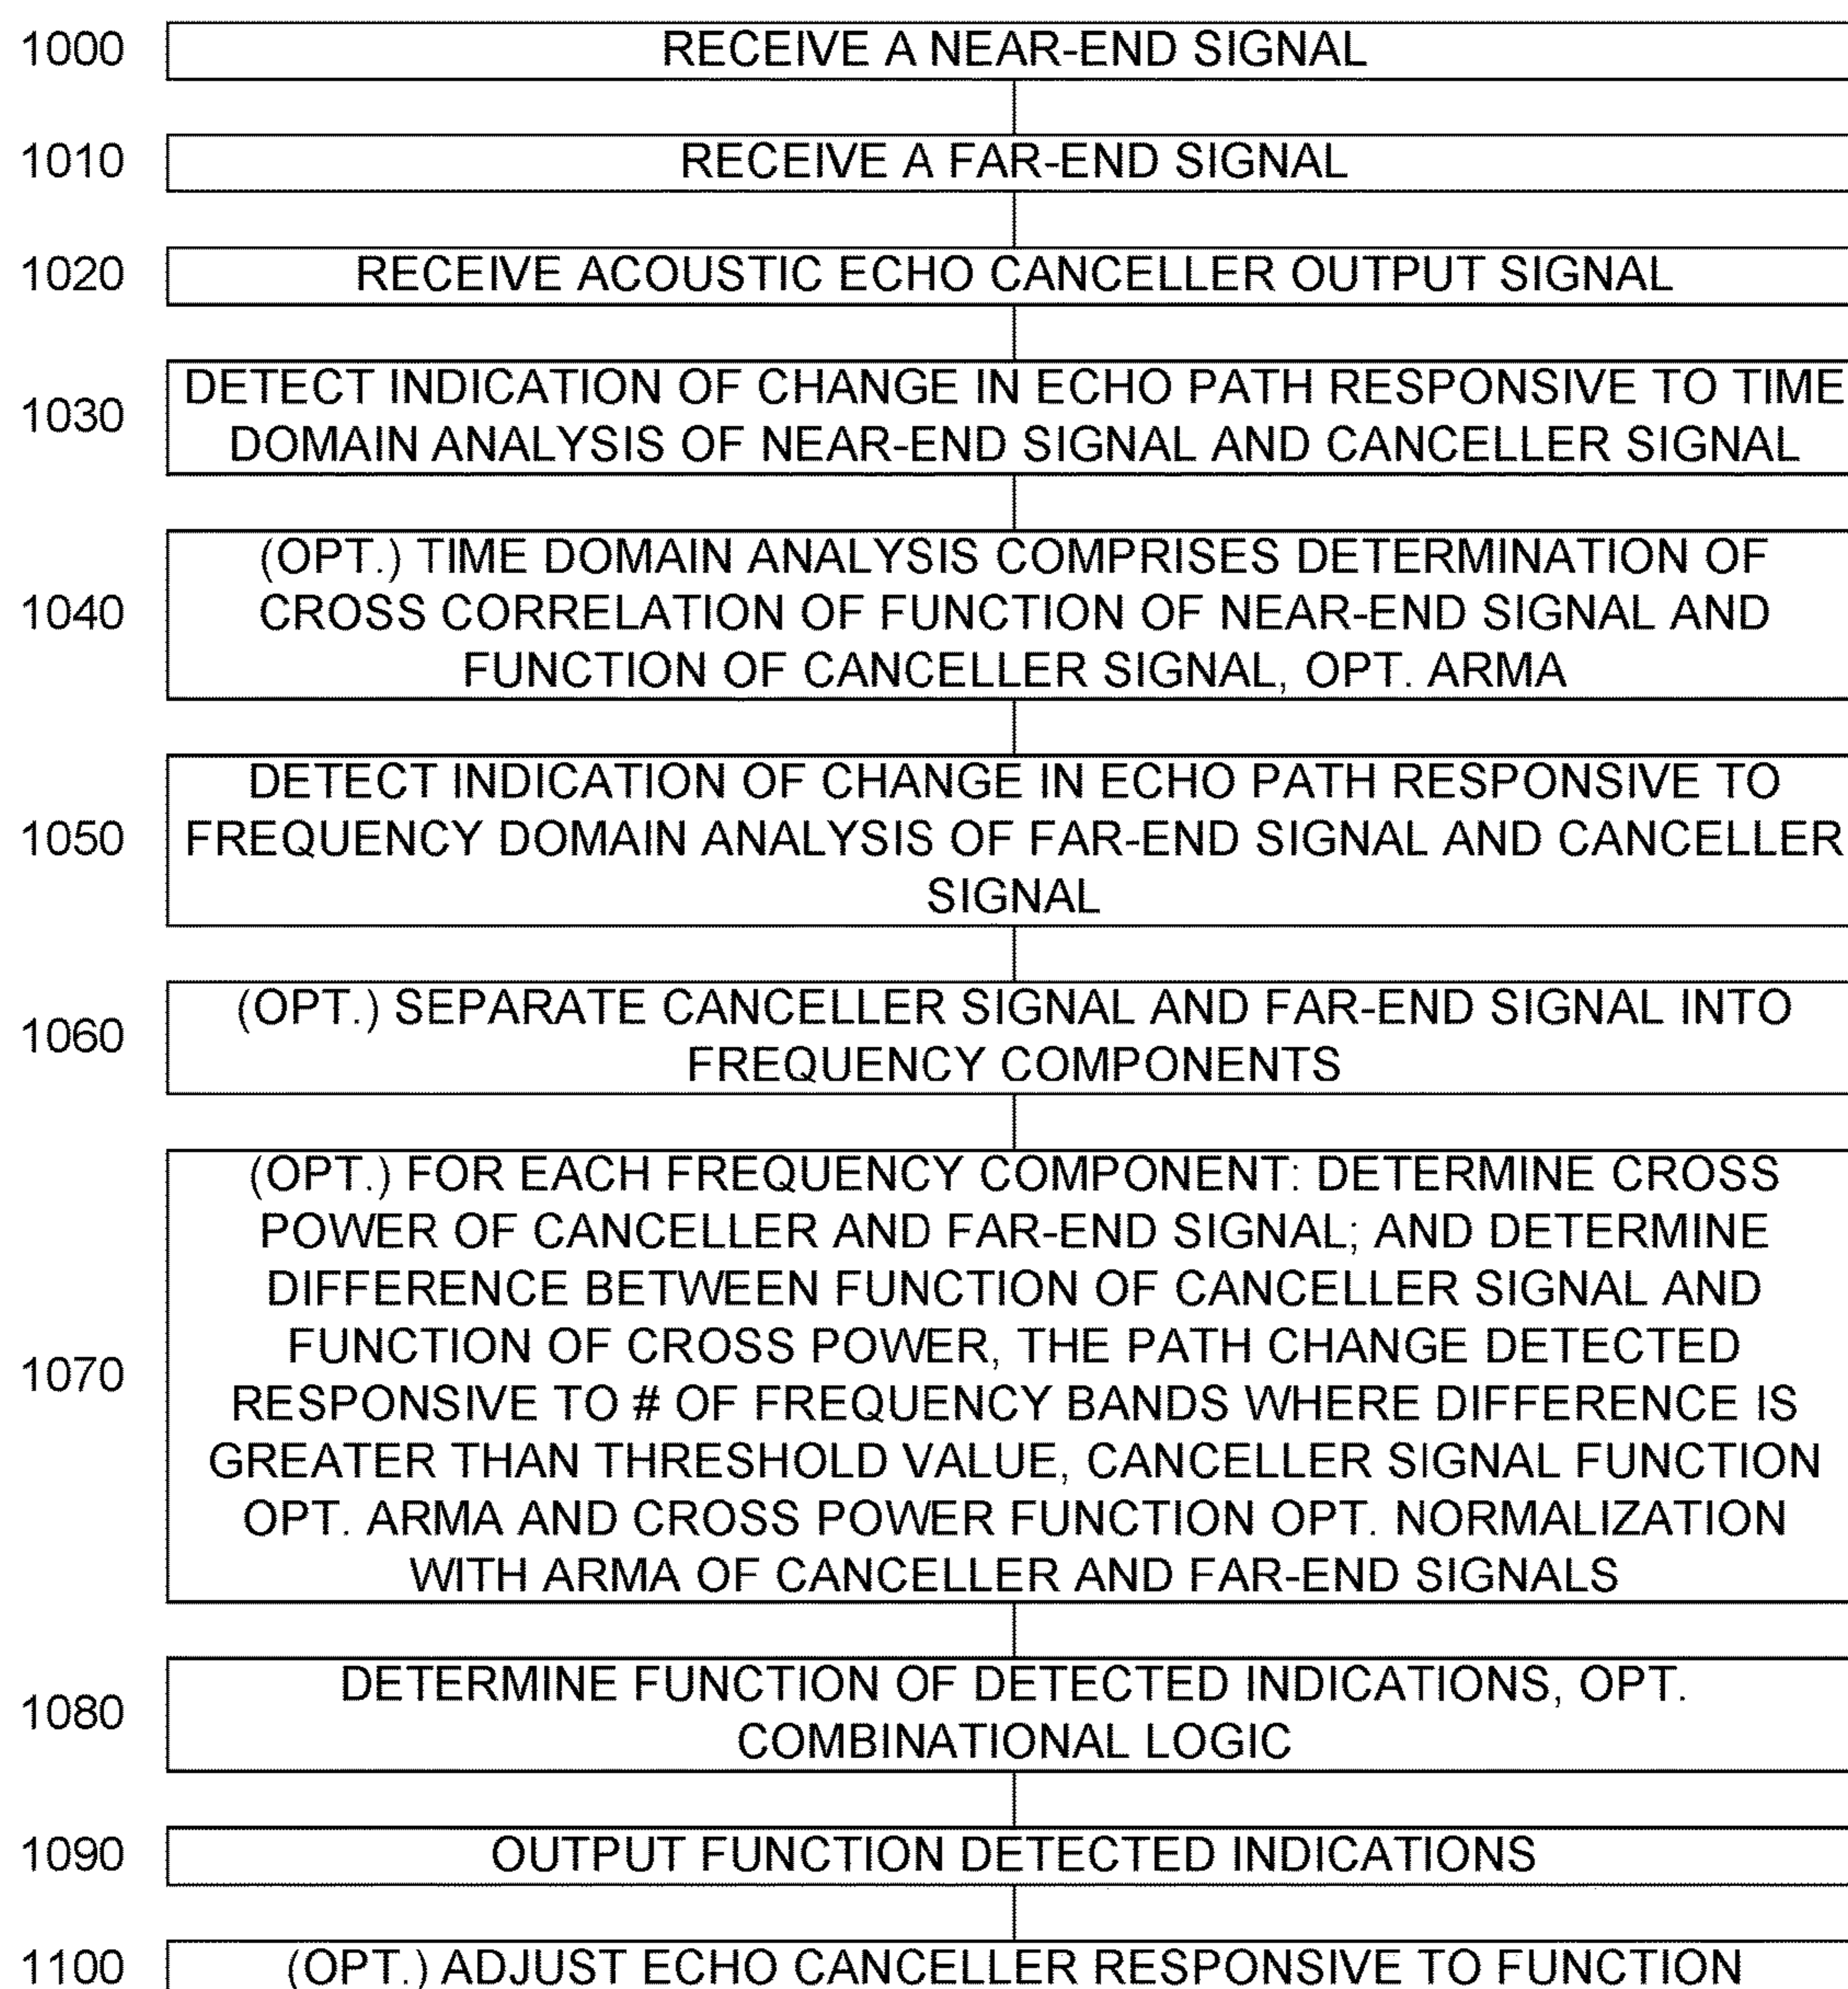 1000 RECEIVE A NEAR-END SIGNAL
1010 RECEIVE A FAR-END SIGNAL
1020 RECEIVE ACOUSTIC ECHO CANCELLER OUTPUT SIGNAL
1030 DETECT INDICATION OF CHANGE IN ECHO PATH RESPONSIVE TO TIME
DOMAIN ANALYSIS OF NEAR-END SIGNAL AND CANCELLER SIGNAL
1040 (OPT.) TIME DOMAIN ANALYSIS COMPRISES DETERMINATION OF
CROSS CORRELATION OF FUNCTION OF NEAR-END SIGNAL AND
FUNCTION OF CANCELLER SIGNAL, OPT. ARMA
1050 DETECT INDICATION OF CHANGE IN ECHO PATH RESPONSIVE TO
FREQUENCY DOMAIN ANALYSIS OF FAR-END SIGNAL AND CANCELLER
SIGNAL
1060 (OPT.) SEPARATE CANCELLER SIGNAL AND FAR-END SIGNAL INTO
FREQUENCY COMPONENTS
1070 (OPT.) FOR EACH FREQUENCY COMPONENT: DETERMINE CROSS
POWER OF CANCELLER AND FAR-END SIGNAL; AND DETERMINE
DIFFERENCE BETWEEN FUNCTION OF CANCELLER SIGNAL AND
FUNCTION OF CROSS POWER, THE PATH CHANGE DETECTED
RESPONSIVE TO # OF FREQUENCY BANDS WHERE DIFFERENCE IS
GREATER THAN THRESHOLD VALUE, CANCELLER SIGNAL FUNCTION
OPT. ARMA AND CROSS POWER FUNCTION OPT. NORMALIZATION
WITH ARMA OF CANCELLER AND FAR-END SIGNALS
1080 DETERMINE FUNCTION OF DETECTED INDICATIONS, OPT.
COMBINATIONAL LOGIC
1090 OUTPUT FUNCTION DETECTED INDICATIONS
1100 (OPT.) ADJUST ECHO CANCELLER RESPONSIVE TO FUNCTION